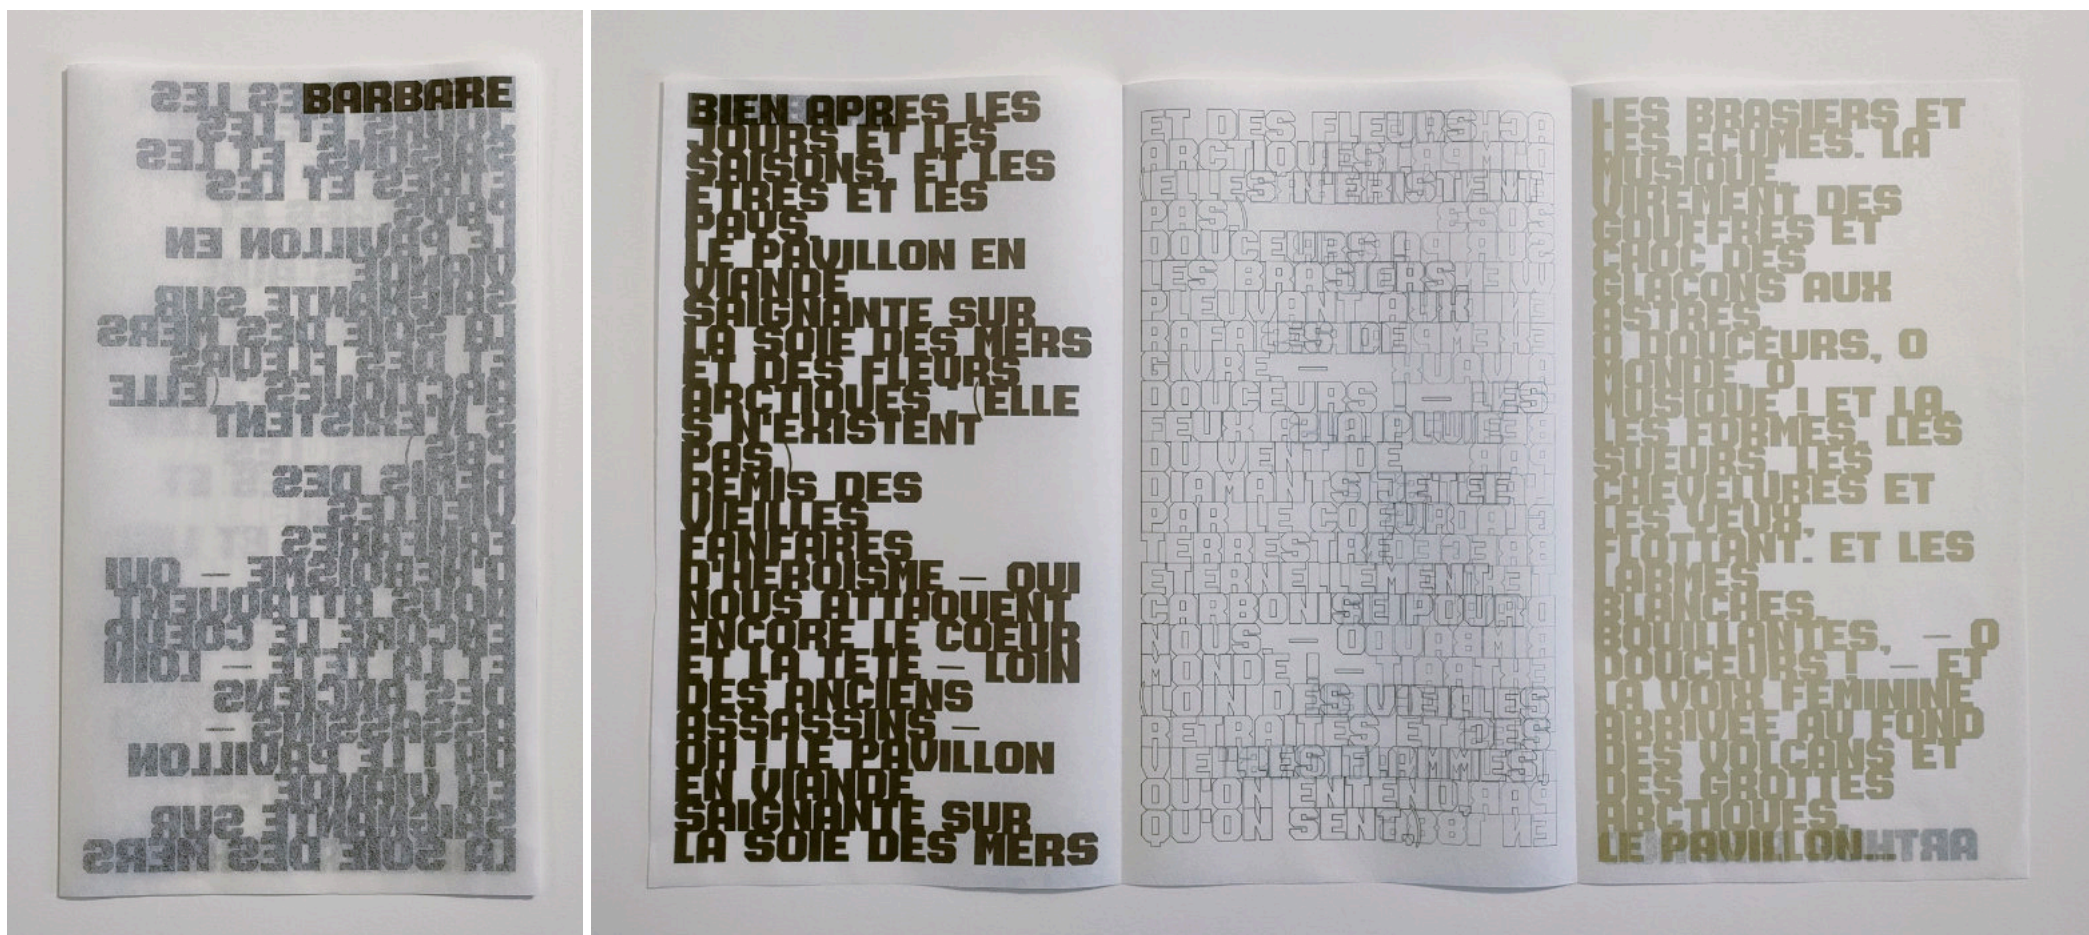 BARBARE
BIEN APRES LES
JOURS ET LES
SAISONS, ET LES
ETRES ET LES
PAYS,
LE PAVILLON EN
VIANDE
SAIGNANTE SUR
LA SOIE DES MERS
ET DES FLEURS
ARCTIQUES (ELLE
S N'EXISTENT
PAS)
REMIS DES
VIEILLES
FANFARES
D'HEROISME — QUI
NOUS ATTAQUENT
ENCORE LE COEUR
ET LA TETE — LOIN
DES ANCIENS
ASSASSINS —
OH ! LE PAVILLON
EN VIANDE
SAIGNANTE SUR
LA SOIE DES MERS
ET DES FLEURS
ARCTIQUES
(ELLES N'EXISTENT
PAS)
DOUCEURS !
LES BRASIERS,
PLEUVANT AUX
RAFALES DE
GIVRE —
DOUCEURS ! — LES
FEUX A LA PLUIE
DU VENT DE
DIAMANTS JETEE
PAR LE COEUR
TERRESTRE
ETERNELLEMENT
CARBONISE POUR
NOUS. — O
MONDE ! —
(LOIN DES VIEILLES
RETRAITES ET DES
VIEILLES FLAMMES,
QU'ON ENTEND,
QU'ON SENT,)
LES BRASIERS ET
LES ECUMES. LA
MUSIQUE,
VIREMENT DES
GOUFFRES ET
CHOC DES
GLACONS AUX
ASTRES.
O DOUCEURS, O
MONDE, O
MUSIQUE ! ET LA,
LES FORMES, LES
SUEURS, LES
CHEVELURES ET
LES YEUX,
FLOTTANT. ET LES
LARMES
BLANCHES,
BOUILLANTES, — O
DOUCEURS ! — ET
LA VOIX FEMININE
ARRIVEE AU FOND
DES VOLCANS ET
DES GROTTES
ARCTIQUES.
LE PAVILLON...